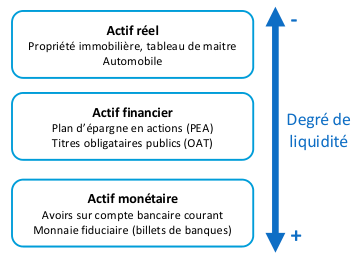 Actif réel
Propriété immobilière, tableau de maitre
Automobile
-
Actif financier
Plan d'épargne en actions (PEA)
Titres obligataires publics (OAT)
Degré de
liquidité
Actif monétaire
Avoirs sur compte bancaire courant
Monnaie fiduciaire (billets de banques)
+